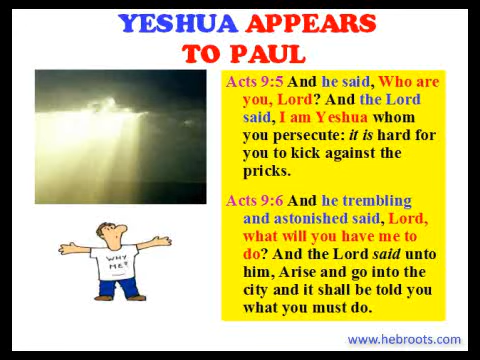 YESHUA APPEARS
TO PAUL
Acts 9:5 And he said, Who are
you, Lord? And the Lord
said, I am Yeshua whom
you persecute: it is hard for
you to kick against the
pricks.
Acts 9:6 And he trembling
and astonished said, Lord,
what will you have me to
do? And the Lord said unto
him, Arise and go into the
city and it shall be told you
what you must do.
WHY
ME?
www.hebroots.com